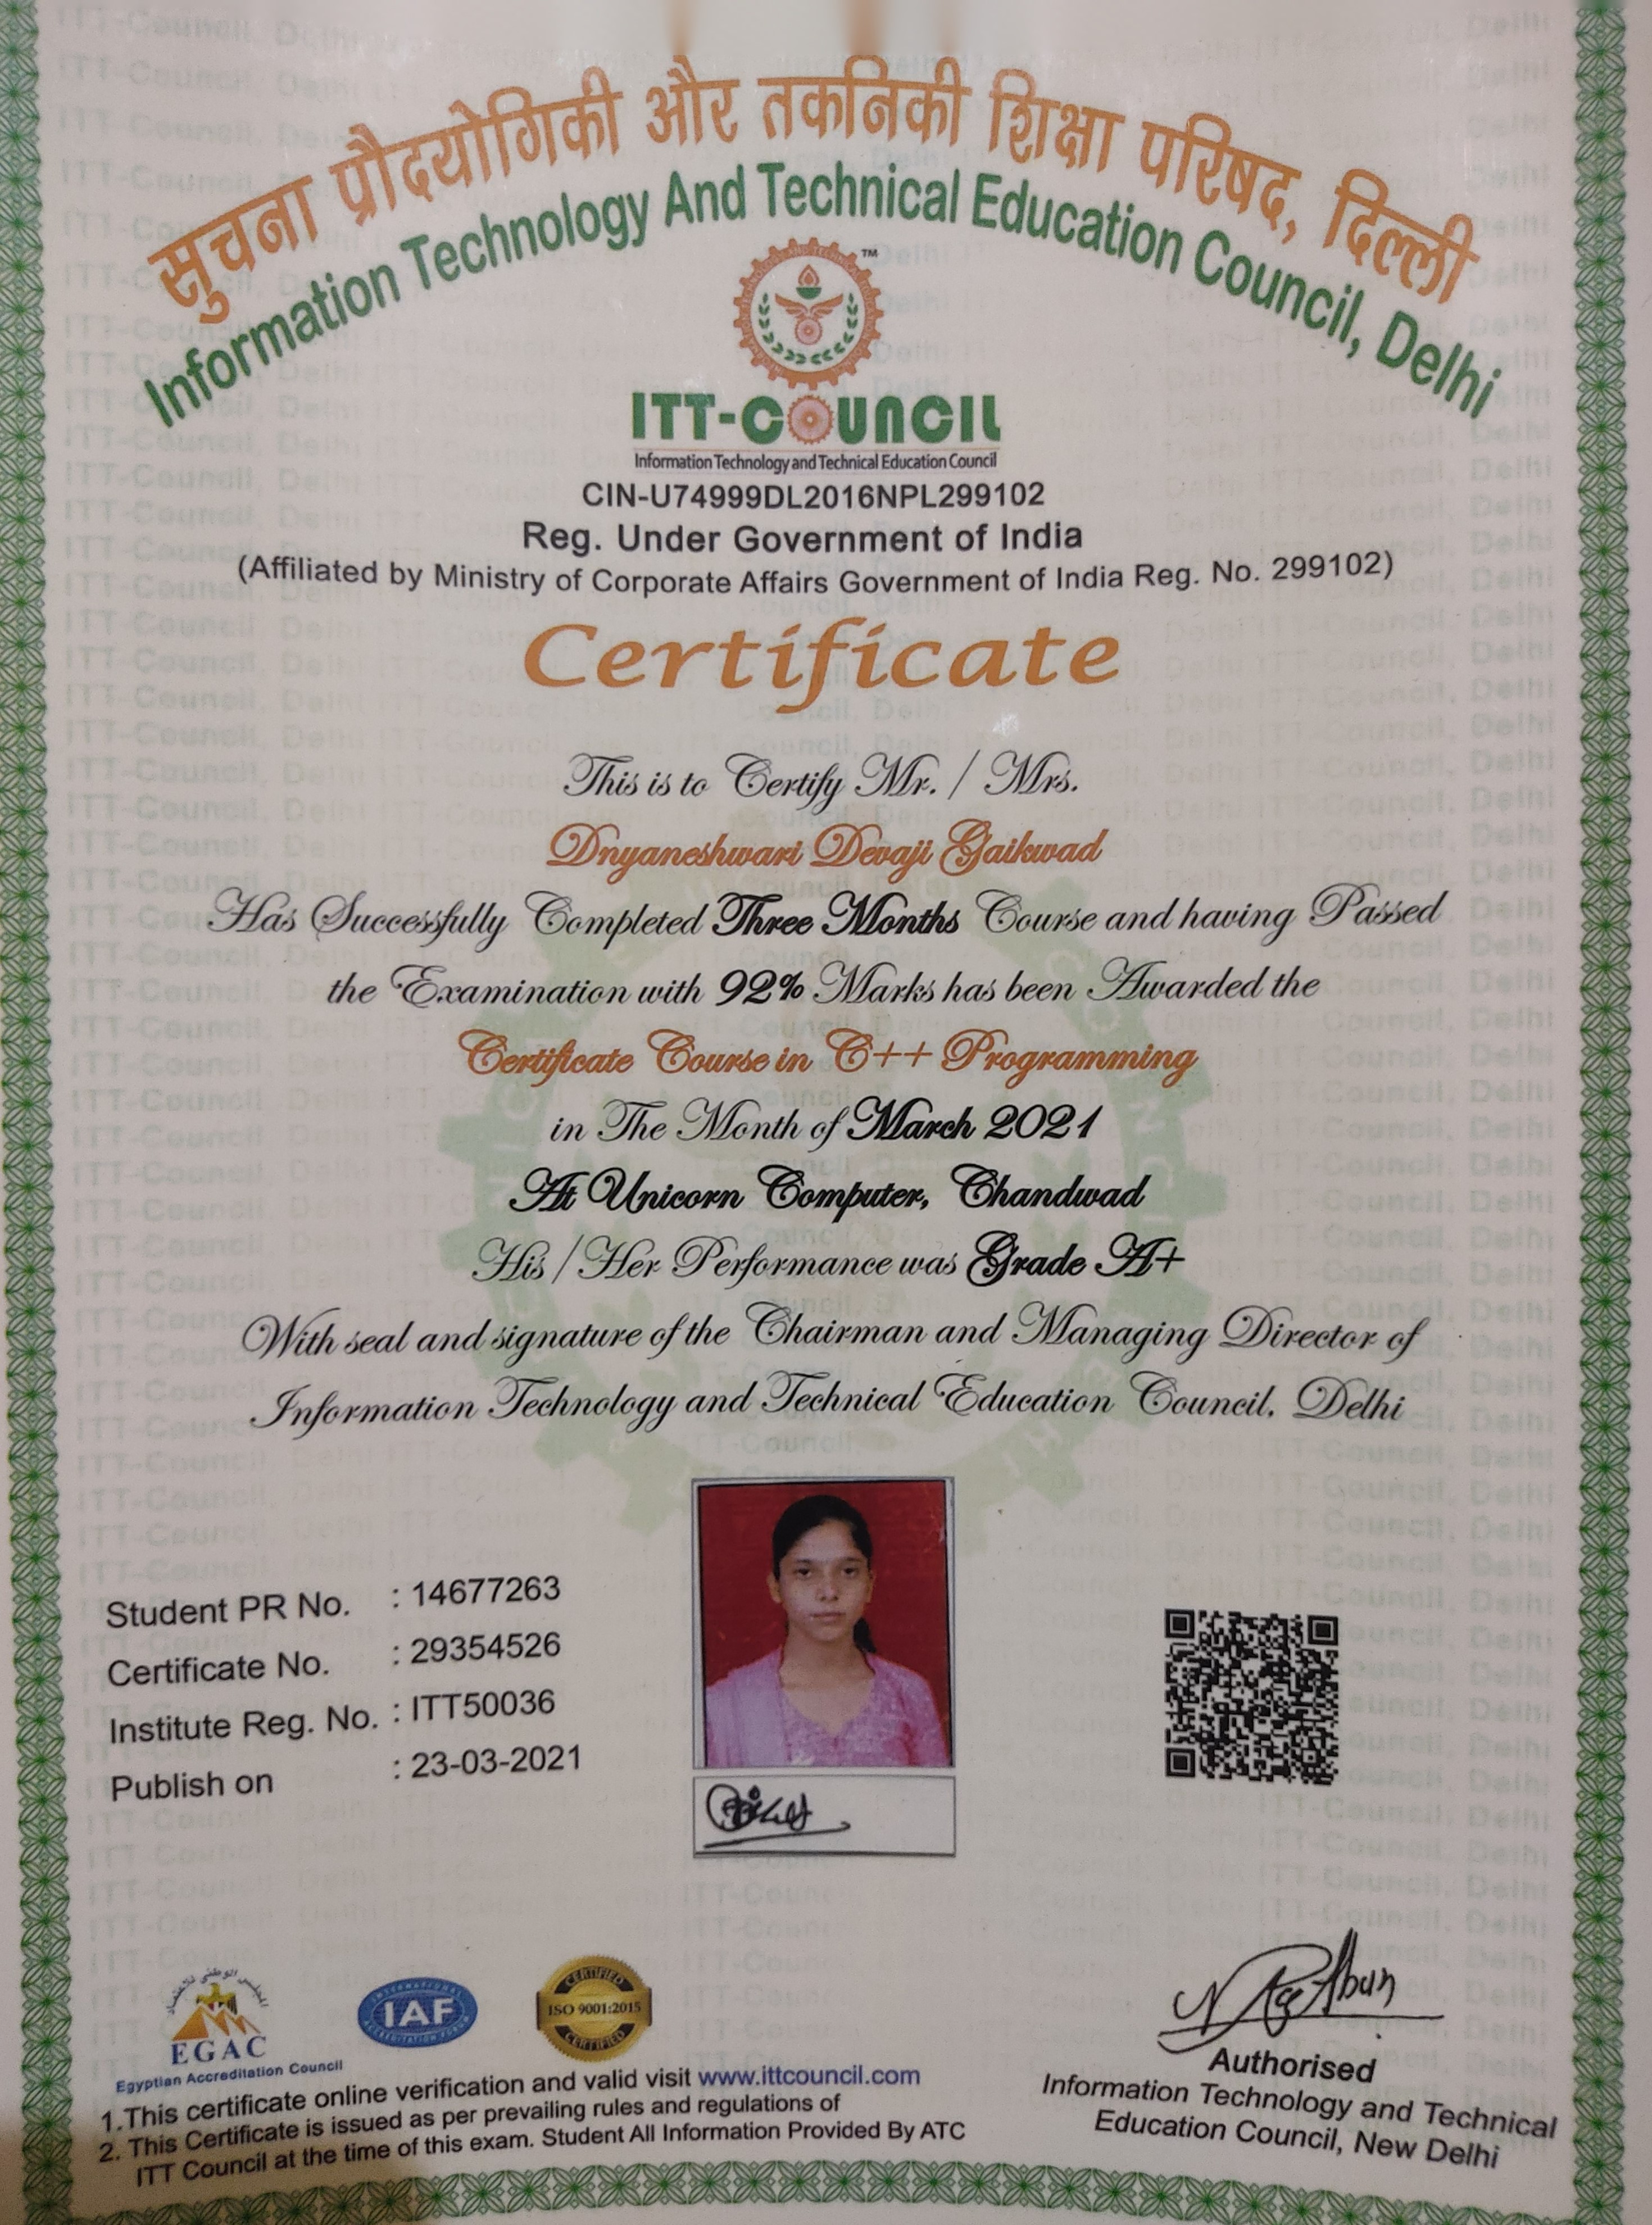 सुचना प्रौदयोगिकी और तकनिकी शिक्षा परिषद, दिल्ली
Information Technology And Technical Education Council, Delhi
TM
ITT-COUNCIL
Information Technology and Technical Education Council
CIN-U74999DL2016NPL299102
Reg. Under Government of India
(Affiliated by Ministry of Corporate Affairs Government of India Reg. No. 299102)
Certificate
This is to Certify Mr. / Mrs.
Dnyaneshwari Devaji Gaikwad
Has Successfully Completed Three Months Course and having Passed
the Examination with 92% Marks has been Awarded the
Certificate Course in C++ Programming
in The Month of March 2021
At Unicorn Computer, Chandwad
His / Her Performance was Grade A+
With seal and signature of the Chairman and Managing Director of
Information Technology and Technical Education Council, Delhi
Student PR No. : 14677263
Certificate No. : 29354526
Institute Reg. No. : ITT50036
Publish on : 23-03-2021
EGAC
Egyptian Accreditation Council
IAF
CERTIFIED
ISO 9001:2015
CERTIFIED
1.This certificate online verification and valid visit www.ittcouncil.com
2. This Certificate is issued as per prevailing rules and regulations of
ITT Council at the time of this exam. Student All Information Provided By ATC
Authorised
Information Technology and Technical
Education Council, New Delhi